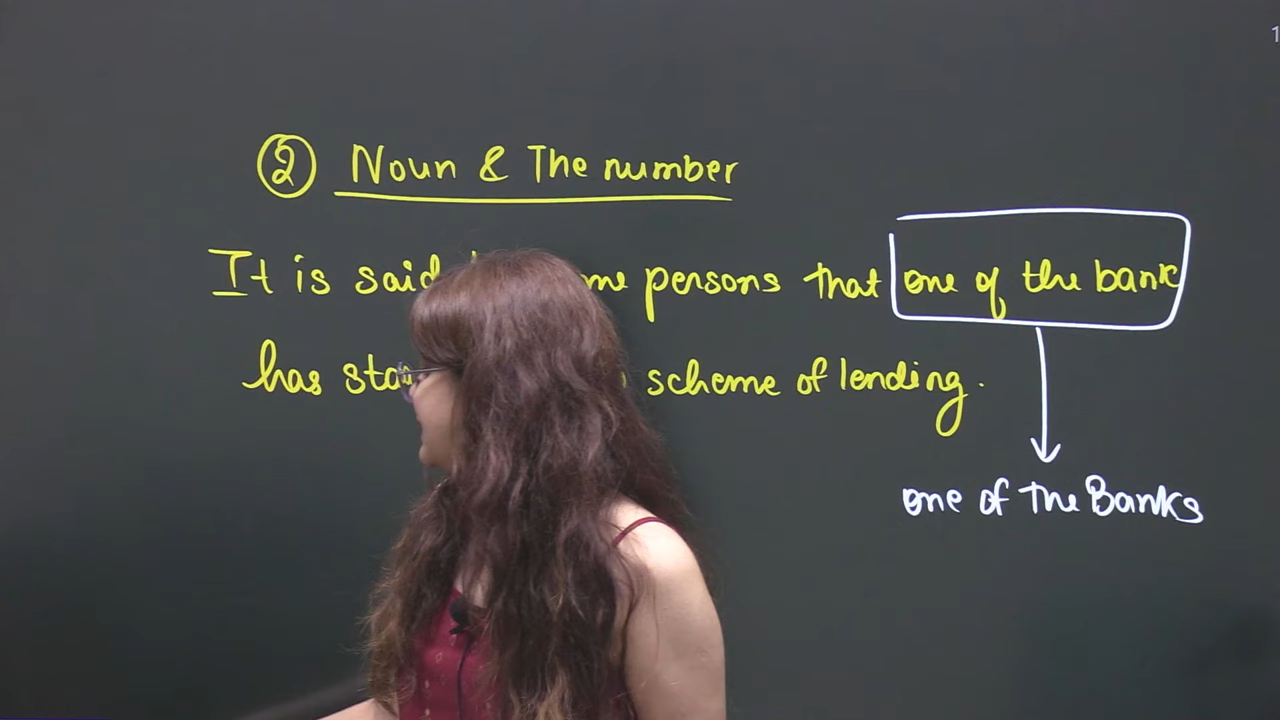 ② Noun & The number
It is said persons that one of the bank
has scheme of lending.
one of the Banks
1